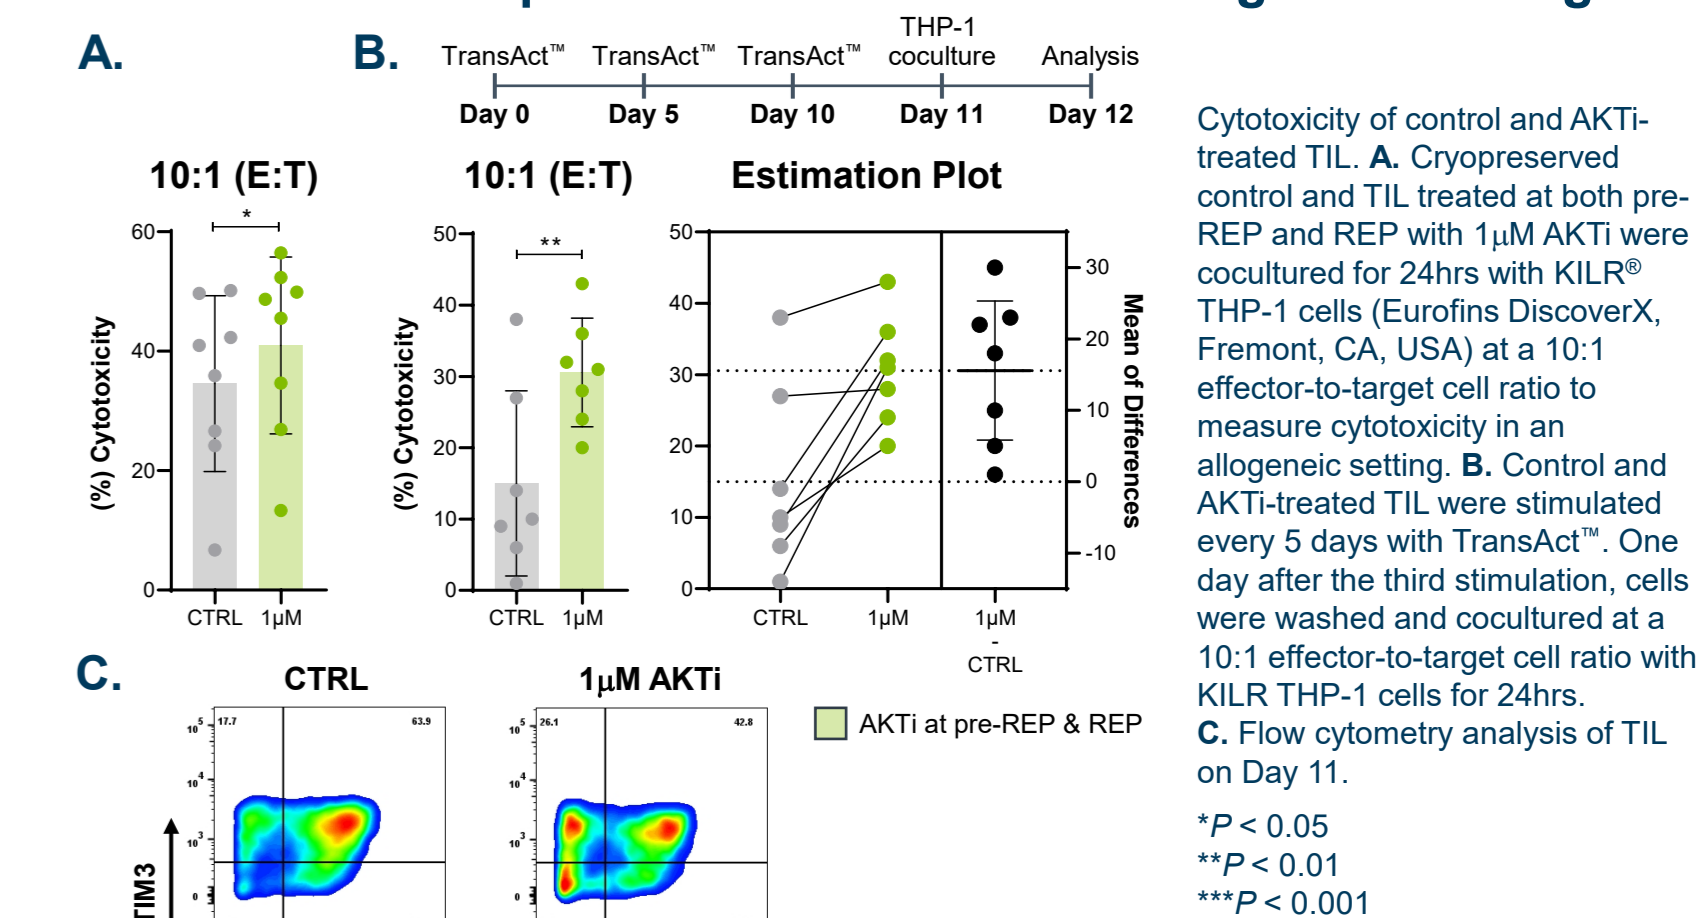 A.
B.
TransAct™ TransAct™ TransAct™ THP-1 coculture Analysis
Day 0 Day 5 Day 10 Day 11 Day 12
10:1 (E:T)
*
60
40
20
0
(%) Cytotoxicity
CTRL 1µM
10:1 (E:T)
**
50
40
30
20
10
0
(%) Cytotoxicity
CTRL 1µM
Estimation Plot
50
40
30
20
10
0
30
20
10
0
-10
Mean of Differences
CTRL 1µM 1µM
-
CTRL
C.
CTRL
17.7 63.9
10⁵
10⁴
10³
0
TIM3
1µM AKTi
26.1 42.8
10⁵
10⁴
10³
0
AKTi at pre-REP & REP
Cytotoxicity of control and AKTi-
treated TIL. A. Cryopreserved
control and TIL treated at both pre-
REP and REP with 1µM AKTi were
cocultured for 24hrs with KILR®
THP-1 cells (Eurofins DiscoverX,
Fremont, CA, USA) at a 10:1
effector-to-target cell ratio to
measure cytotoxicity in an
allogeneic setting. B. Control and
AKTi-treated TIL were stimulated
every 5 days with TransAct™. One
day after the third stimulation, cells
were washed and cocultured at a
10:1 effector-to-target cell ratio with
KILR THP-1 cells for 24hrs.
C. Flow cytometry analysis of TIL
on Day 11.
*P < 0.05
**P < 0.01
***P < 0.001